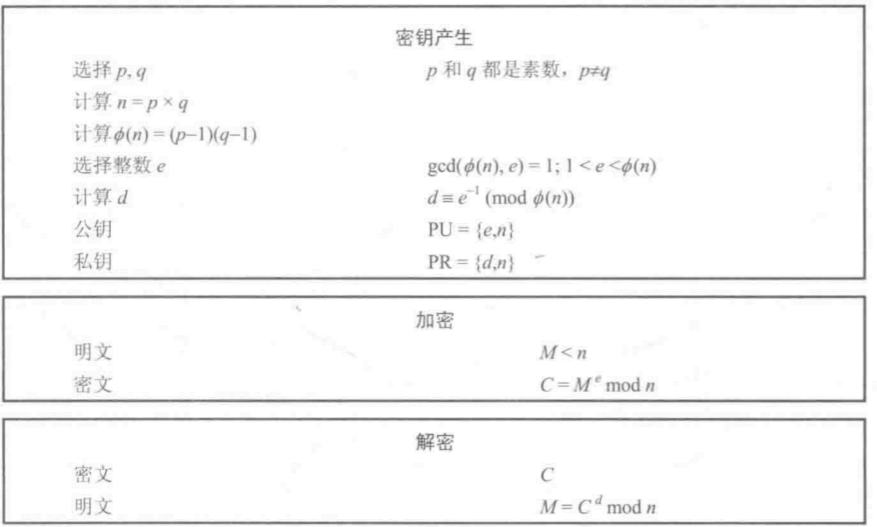 密钥产生
选择 p, q p 和 q 都是素数，p≠q
计算 n = p × q
计算ϕ(n) = (p–1)(q–1)
选择整数 e gcd(ϕ(n), e) = 1; 1 < e <ϕ(n)
计算 d d ≡ e⁻¹ (mod ϕ(n))
公钥 PU = {e,n}
私钥 PR = {d,n}
加密
明文 M < n
密文 C = Mᵉ mod n
解密
密文 C
明文 M = Cᵈ mod n